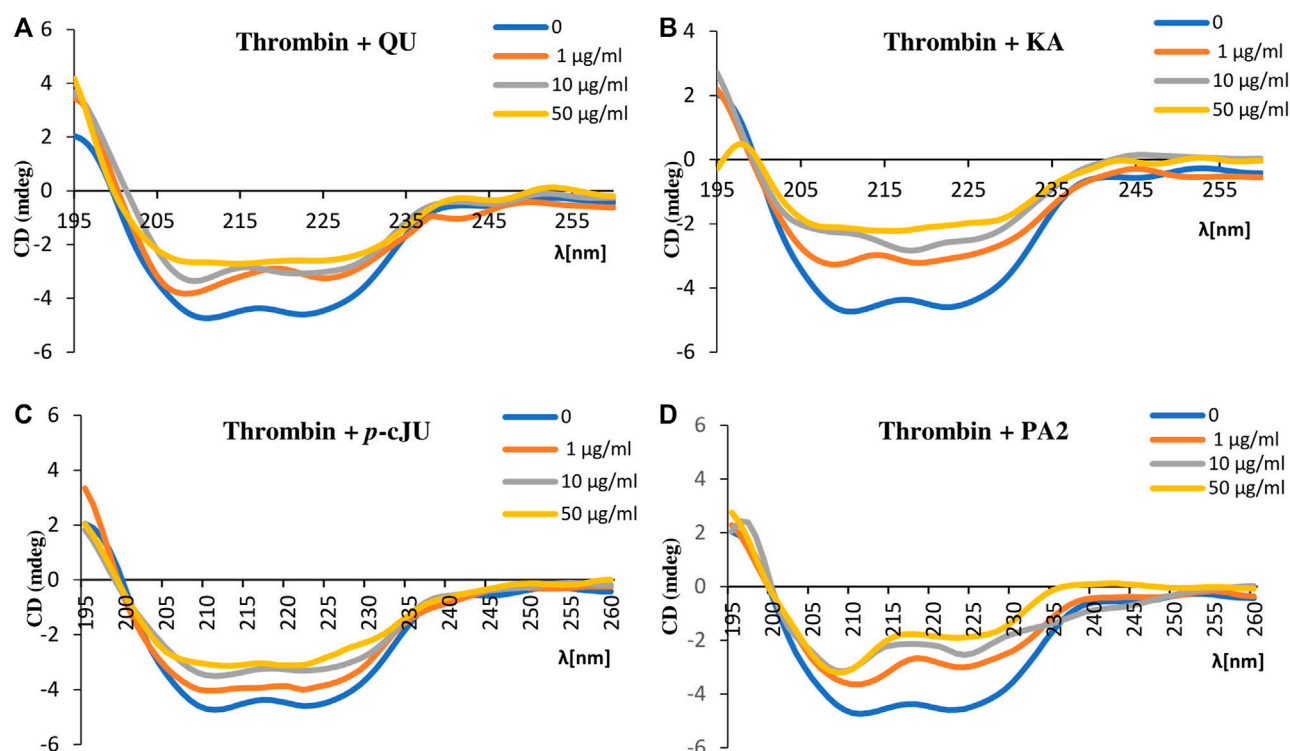 A
Thrombin + QU
0
1 µg/ml
10 µg/ml
50 µg/ml
6
4
2
0
-2
-4
-6
CD (mdeg)
195
205
215
225
235
245
255
λ[nm]
B
Thrombin + KA
0
1 µg/ml
10 µg/ml
50 µg/ml
4
2
0
-2
-4
-6
CD (mdeg)
195
205
215
225
235
245
255
λ[nm]
C
Thrombin + p-cJU
0
1 µg/ml
10 µg/ml
50 µg/ml
6
4
2
0
-2
-4
-6
CD (mdeg)
195
200
205
210
215
220
225
230
235
240
245
250
255
260
λ[nm]
D
Thrombin + PA2
0
1 µg/ml
10 µg/ml
50 µg/ml
6
4
2
0
-2
-4
-6
CD (mdeg)
195
200
205
210
215
220
225
230
235
240
245
250
255
260
λ[nm]